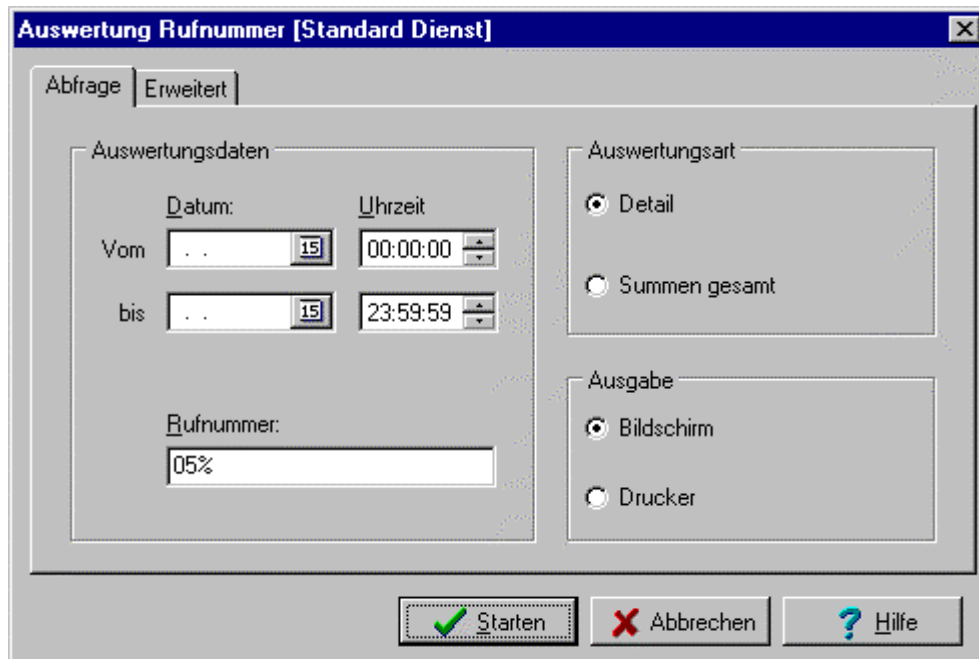 Auswertung Rufnummer [Standard Dienst]
Abfrage
Erweitert
Auswertungsdaten
Datum: Uhrzeit
Vom . . 15 00:00:00
bis . . 15 23:59:59
Rufnummer:
05%
Auswertungsart
Detail
Summen gesamt
Ausgabe
Bildschirm
Drucker
Starten Abbrechen ? Hilfe